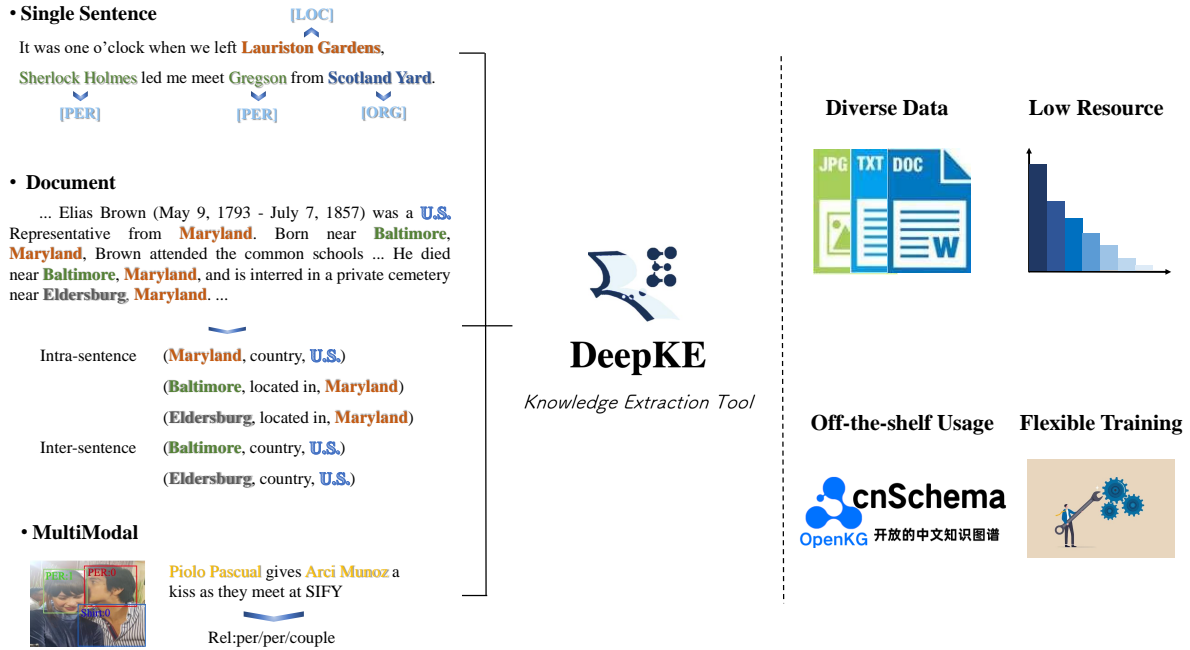 • Single Sentence
[LOC]
It was one o’clock when we left Lauriston Gardens,
Sherlock Holmes led me meet Gregson from Scotland Yard.
[PER]
[PER]
[ORG]
• Document
... Elias Brown (May 9, 1793 - July 7, 1857) was a U.S.
Representative from Maryland. Born near Baltimore,
Maryland, Brown attended the common schools ... He died
near Baltimore, Maryland, and is interred in a private cemetery
near Eldersburg, Maryland. ...
Intra-sentence (Maryland, country, U.S.)
(Baltimore, located in, Maryland)
(Eldersburg, located in, Maryland)
Inter-sentence (Baltimore, country, U.S.)
(Eldersburg, country, U.S.)
• MultiModal
PER:1
PER:0
Shirt:0
Piolo Pascual gives Arci Munoz a
kiss as they meet at SIFY
Rel:per/per/couple
DeepKE
Knowledge Extraction Tool
Diverse Data
JPG TXT DOC
W
Low Resource
Off-the-shelf Usage
cnSchema
OpenKG 开放的中文知识图谱
Flexible Training